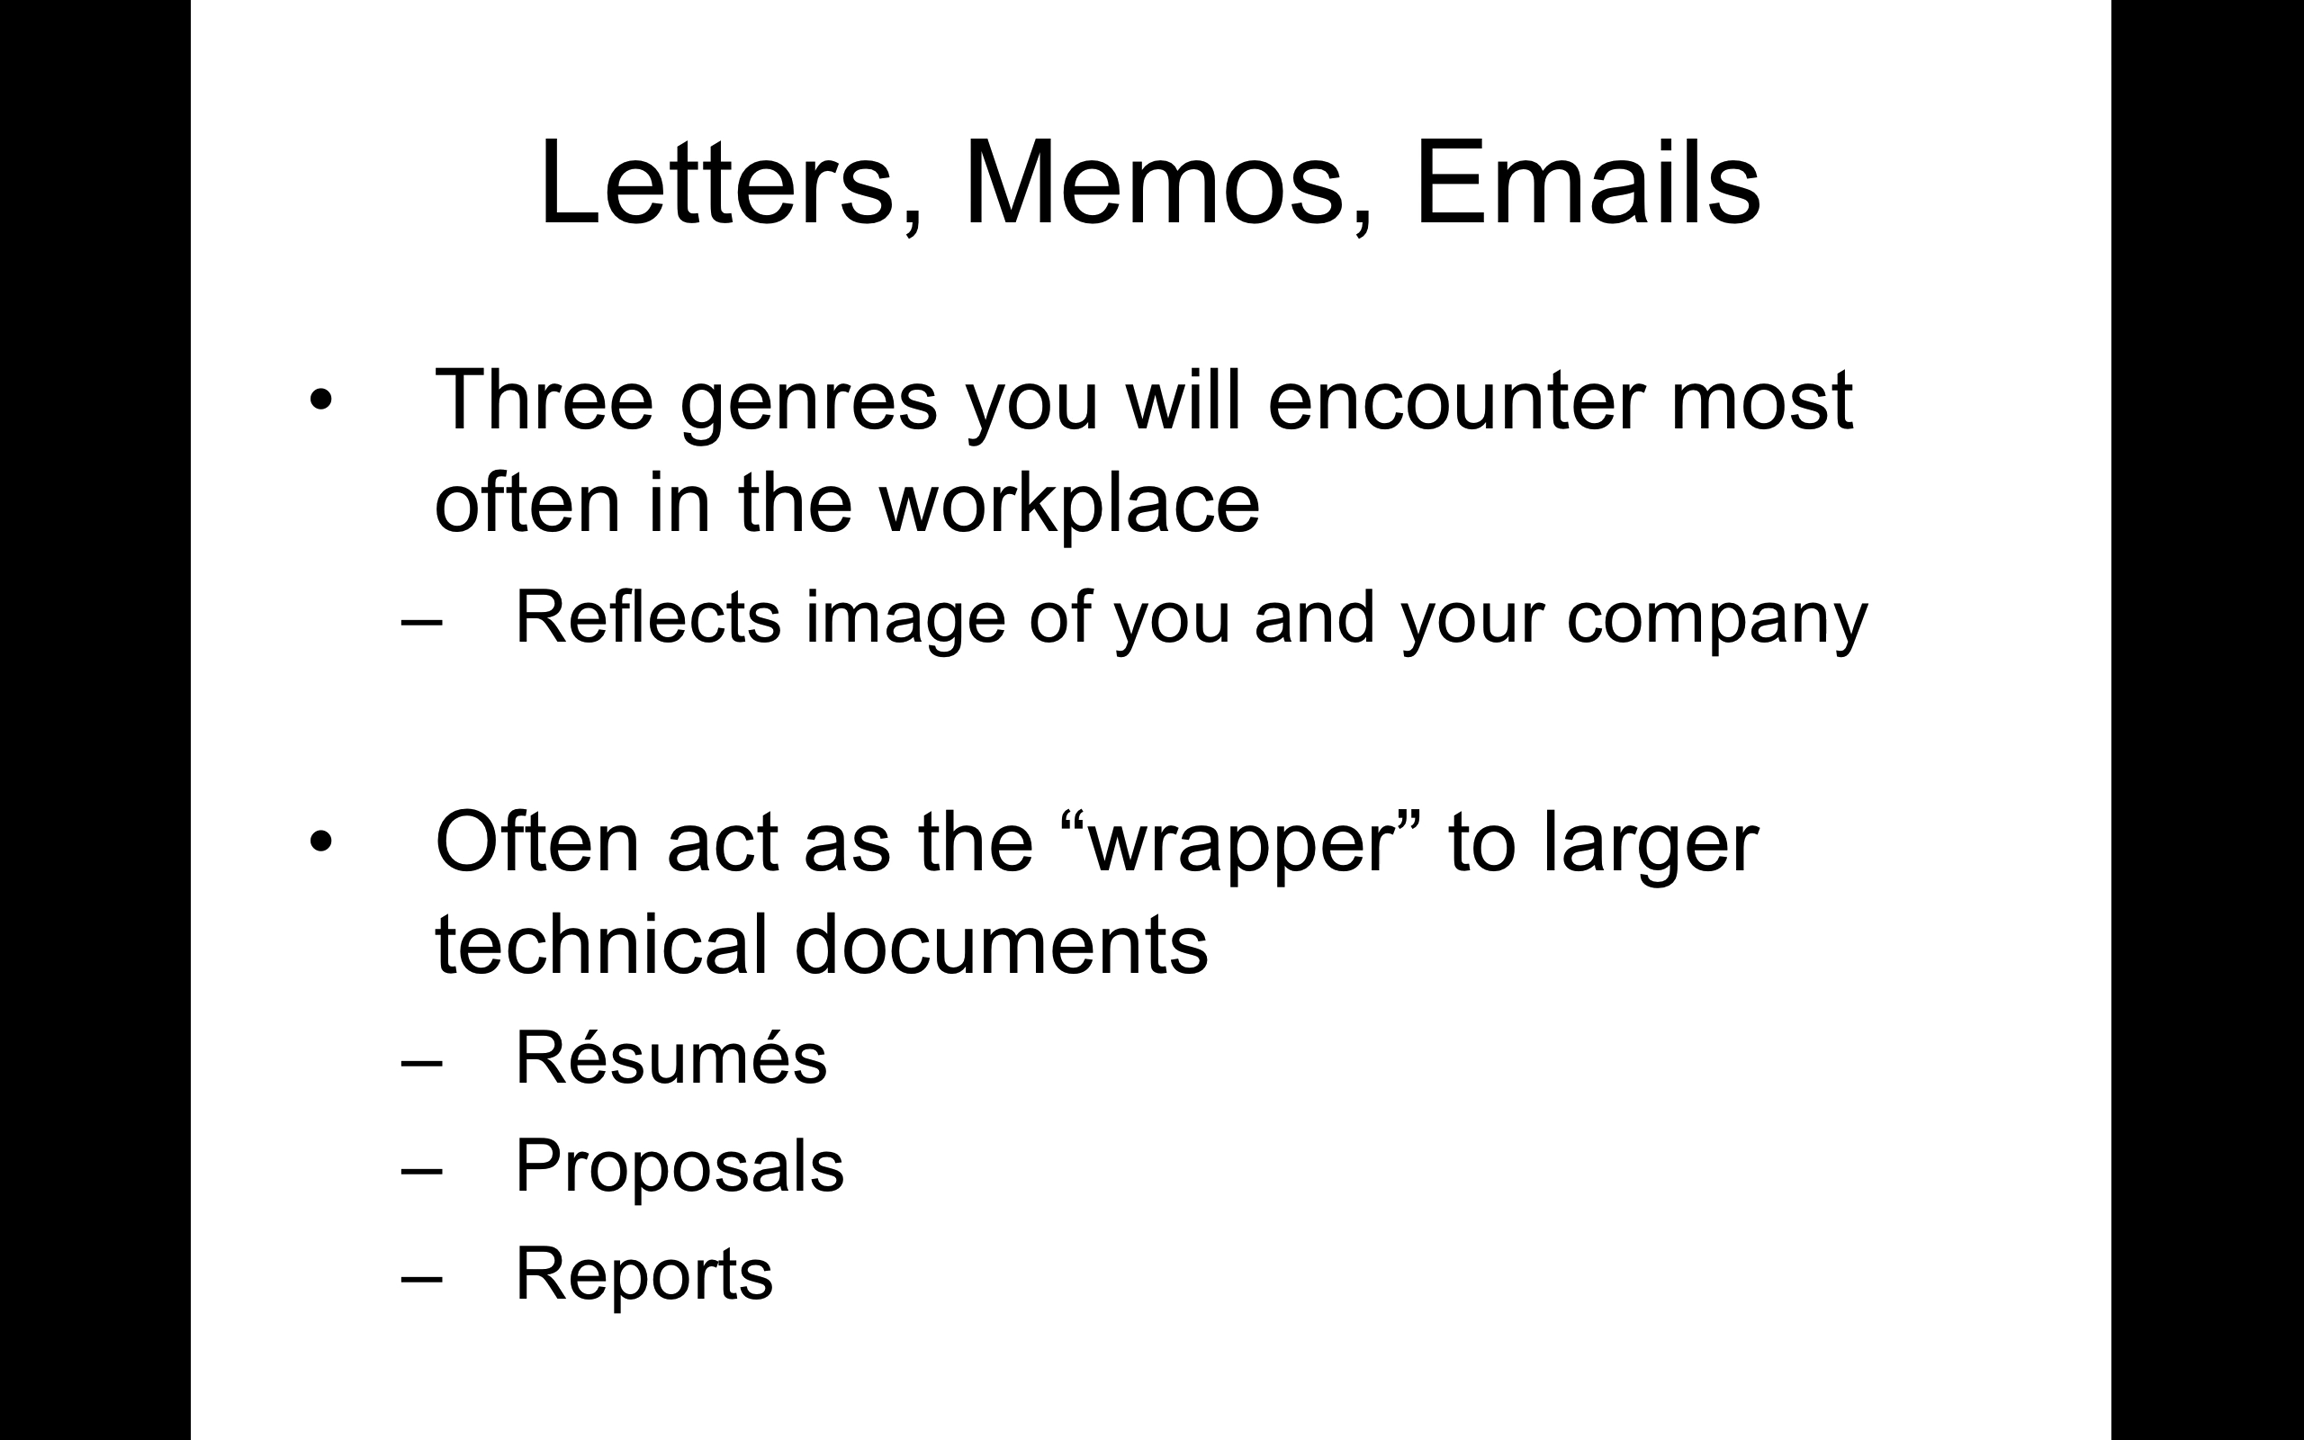 Letters, Memos, Emails
• Three genres you will encounter most
often in the workplace
– Reflects image of you and your company
• Often act as the “wrapper” to larger
technical documents
– Résumés
– Proposals
– Reports